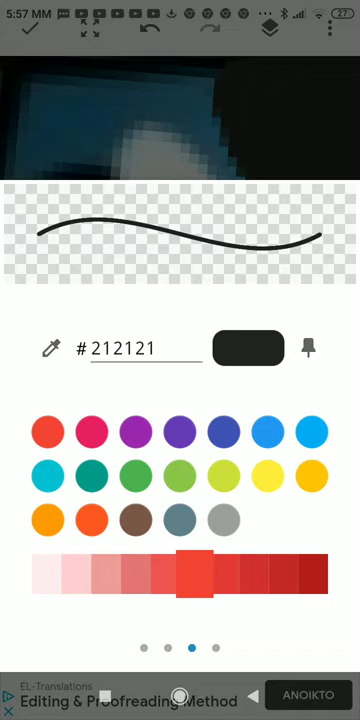 5:57 MM
27
# 212121
EL-Translations
Editing & Proofreading Method
ΑΝΟΙΚΤΟ